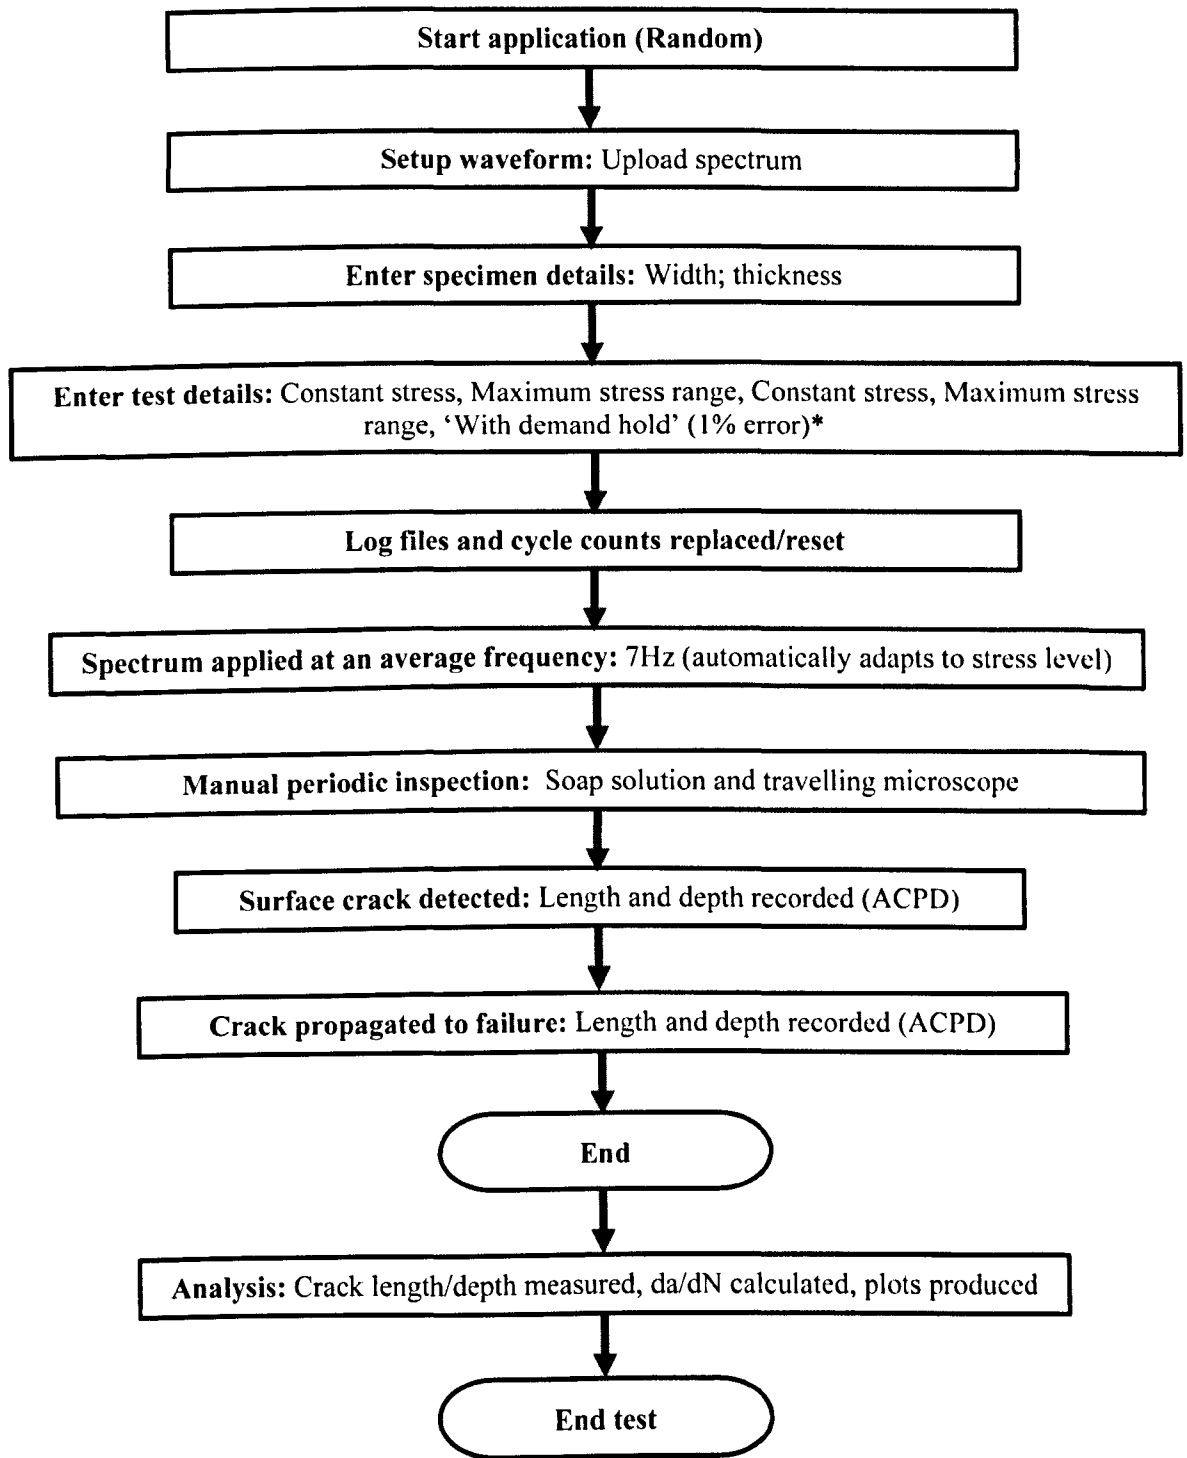 Start application (Random)
Setup waveform: Upload spectrum
Enter specimen details: Width; thickness
Enter test details: Constant stress, Maximum stress range, Constant stress, Maximum stress
range, ‘With demand hold’ (1% error)*
Log files and cycle counts replaced/reset
Spectrum applied at an average frequency: 7Hz (automatically adapts to stress level)
Manual periodic inspection: Soap solution and travelling microscope
Surface crack detected: Length and depth recorded (ACPD)
Crack propagated to failure: Length and depth recorded (ACPD)
End
Analysis: Crack length/depth measured, da/dN calculated, plots produced
End test